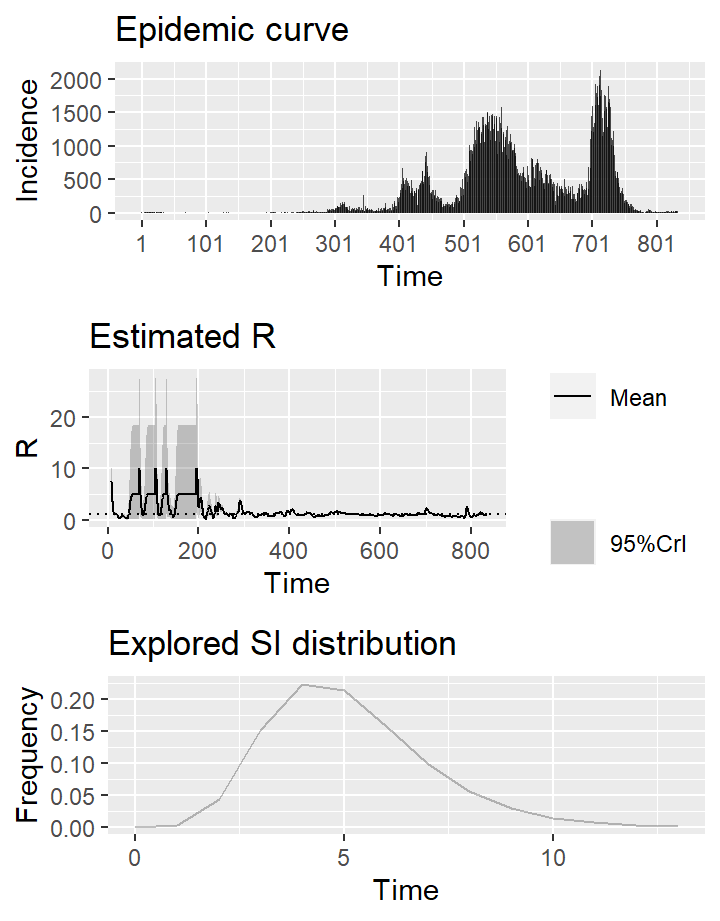 Epidemic curve
Incidence
2000
1500
1000
500
0
1 101 201 301 401 501 601 701 801
Time
Estimated R
R
20
10
0
0 200 400 600 800
Time
Mean
95%CrI
Explored SI distribution
Frequency
0.20
0.15
0.10
0.05
0.00
0 5 10
Time